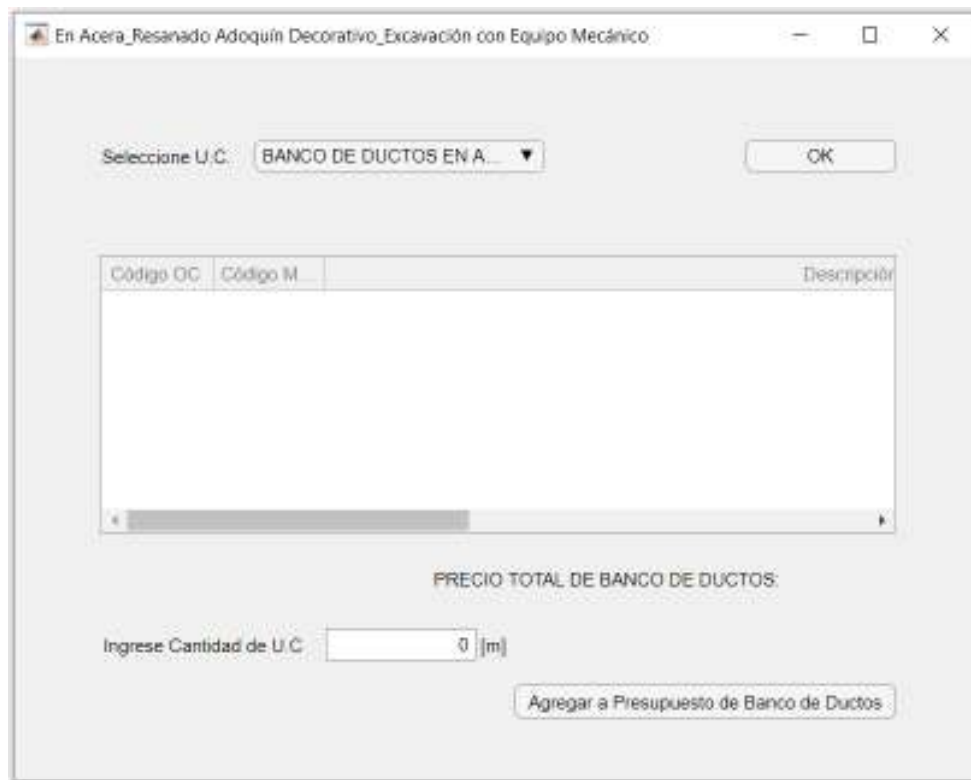 En Acera_Resanado Adoquín Decorativo_Excavación con Equipo Mecánico
Seleccione U.C. BANCO DE DUCTOS EN A... OK
Código OC Código M... Descripción
PRECIO TOTAL DE BANCO DE DUCTOS:
Ingrese Cantidad de U.C 0 [m]
Agregar a Presupuesto de Banco de Ductos